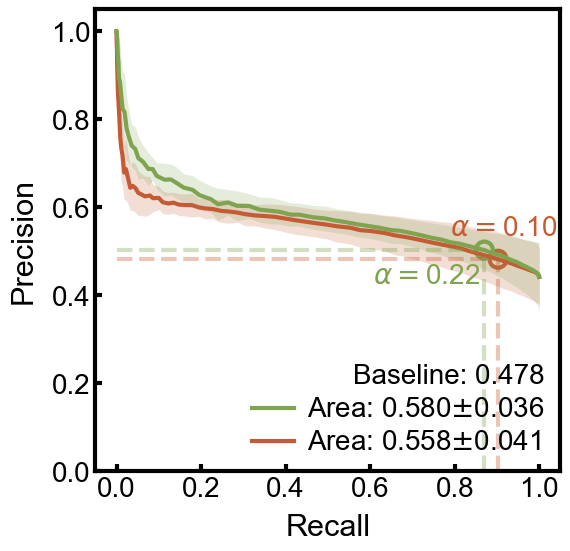 1.0
0.8
0.6
0.4
0.2
0.0
Precision
α = 0.10
α = 0.22
Baseline: 0.478
Area: 0.580±0.036
Area: 0.558±0.041
0.0 0.2 0.4 0.6 0.8 1.0
Recall